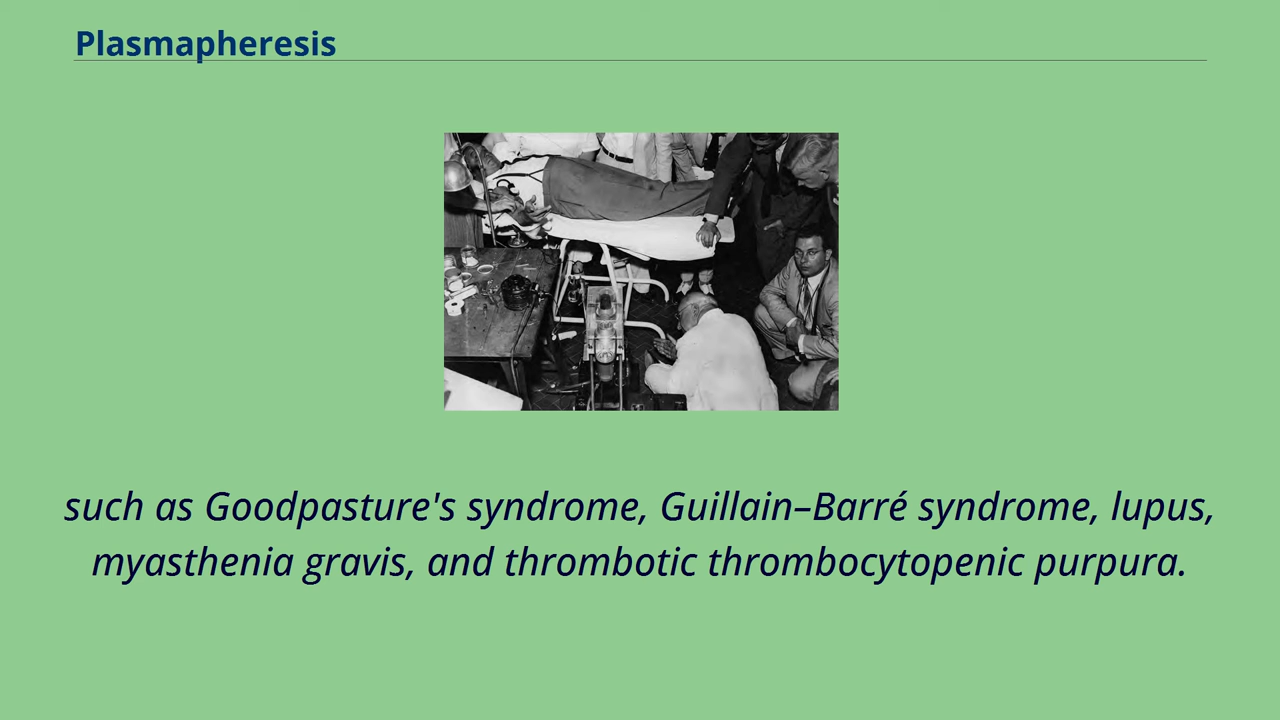 Plasmapheresis
such as Goodpasture's syndrome, Guillain–Barré syndrome, lupus,
myasthenia gravis, and thrombotic thrombocytopenic purpura.